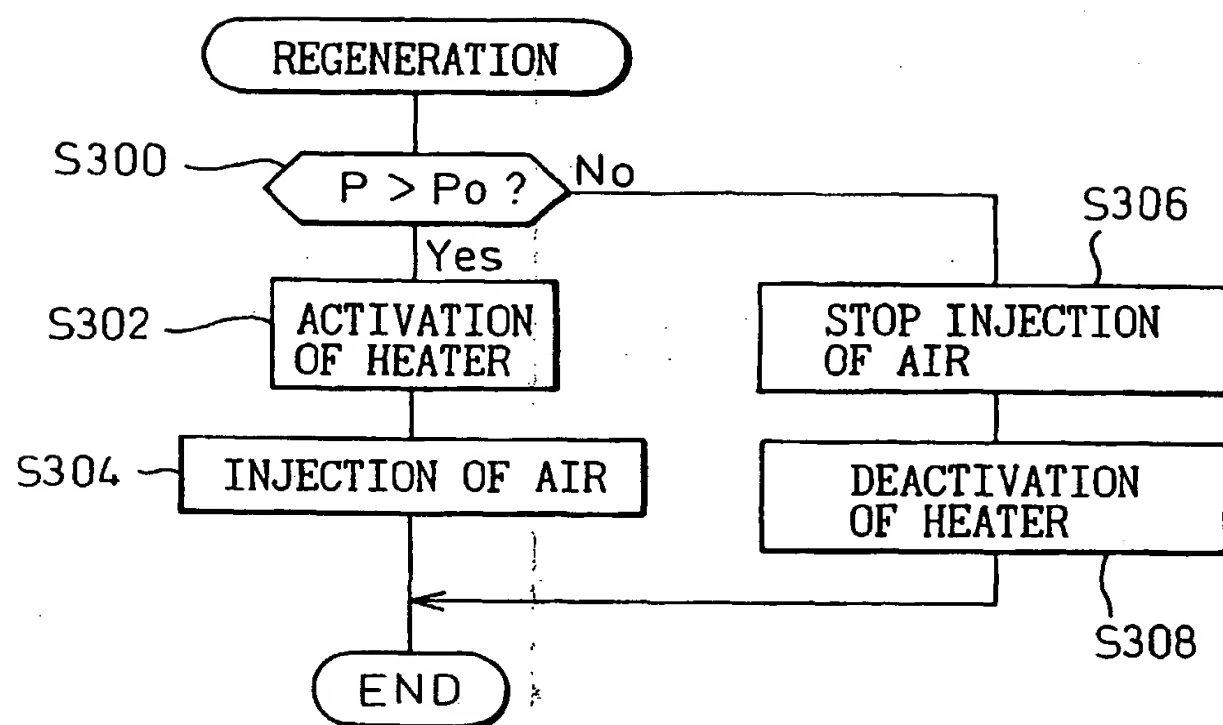 REGENERATION
S300
P > Po ?
No
Yes
S306
S302
ACTIVATION
OF HEATER
STOP INJECTION
OF AIR
S304
INJECTION OF AIR
DEACTIVATION
OF HEATER
S308
END